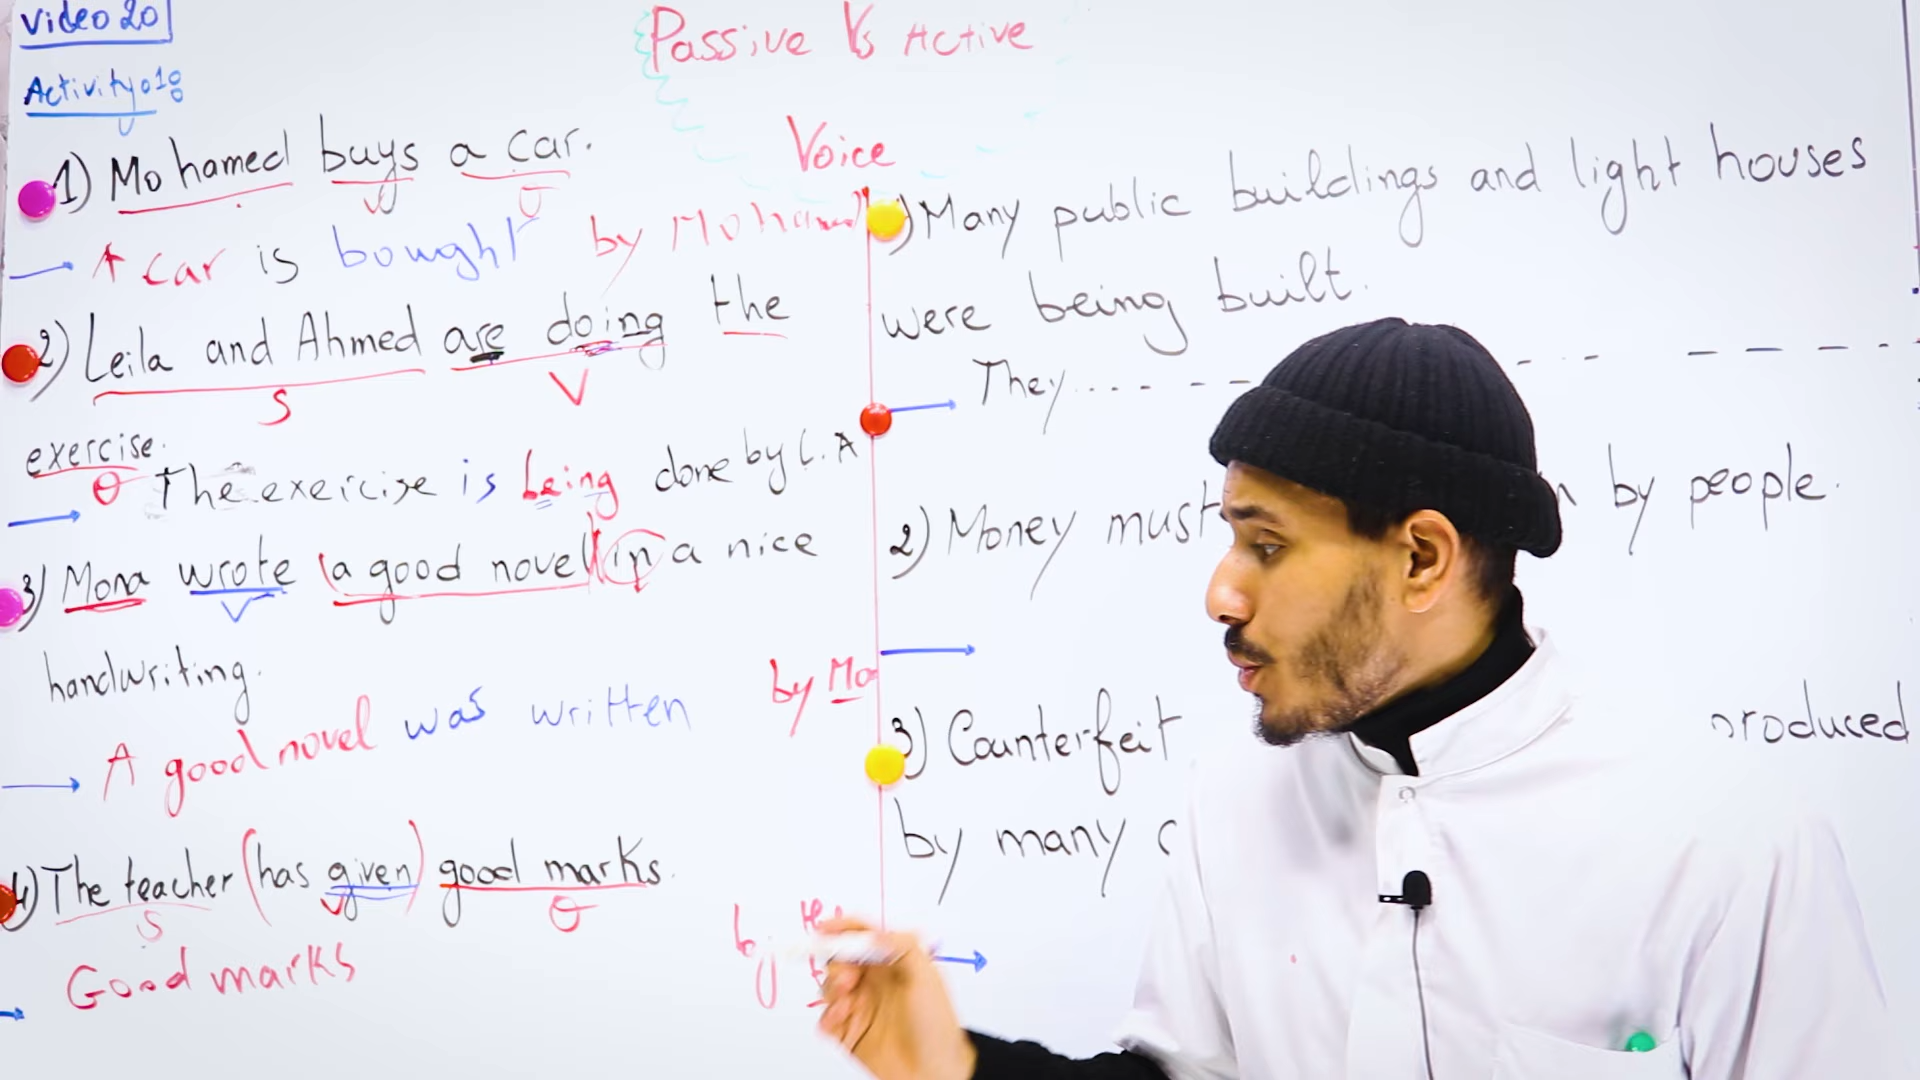 Video 20
Activity 01:
Passive Vs Active
Voice
1) Mohamed buys a car.
O
A car is bought by Mohamed
2) Leila and Ahmed are doing the
S V
exercise.
O The exercise is being done by L. A
3) Mona wrote (a good novel) in a nice
V
handwriting.
by Mo
A good novel was written
4) The teacher (has given) good marks.
S V O
Good marks
by
1) Many public buildings and light houses
were being built.
They....
2) Money must by people.
3) Counterfeit produced
by many